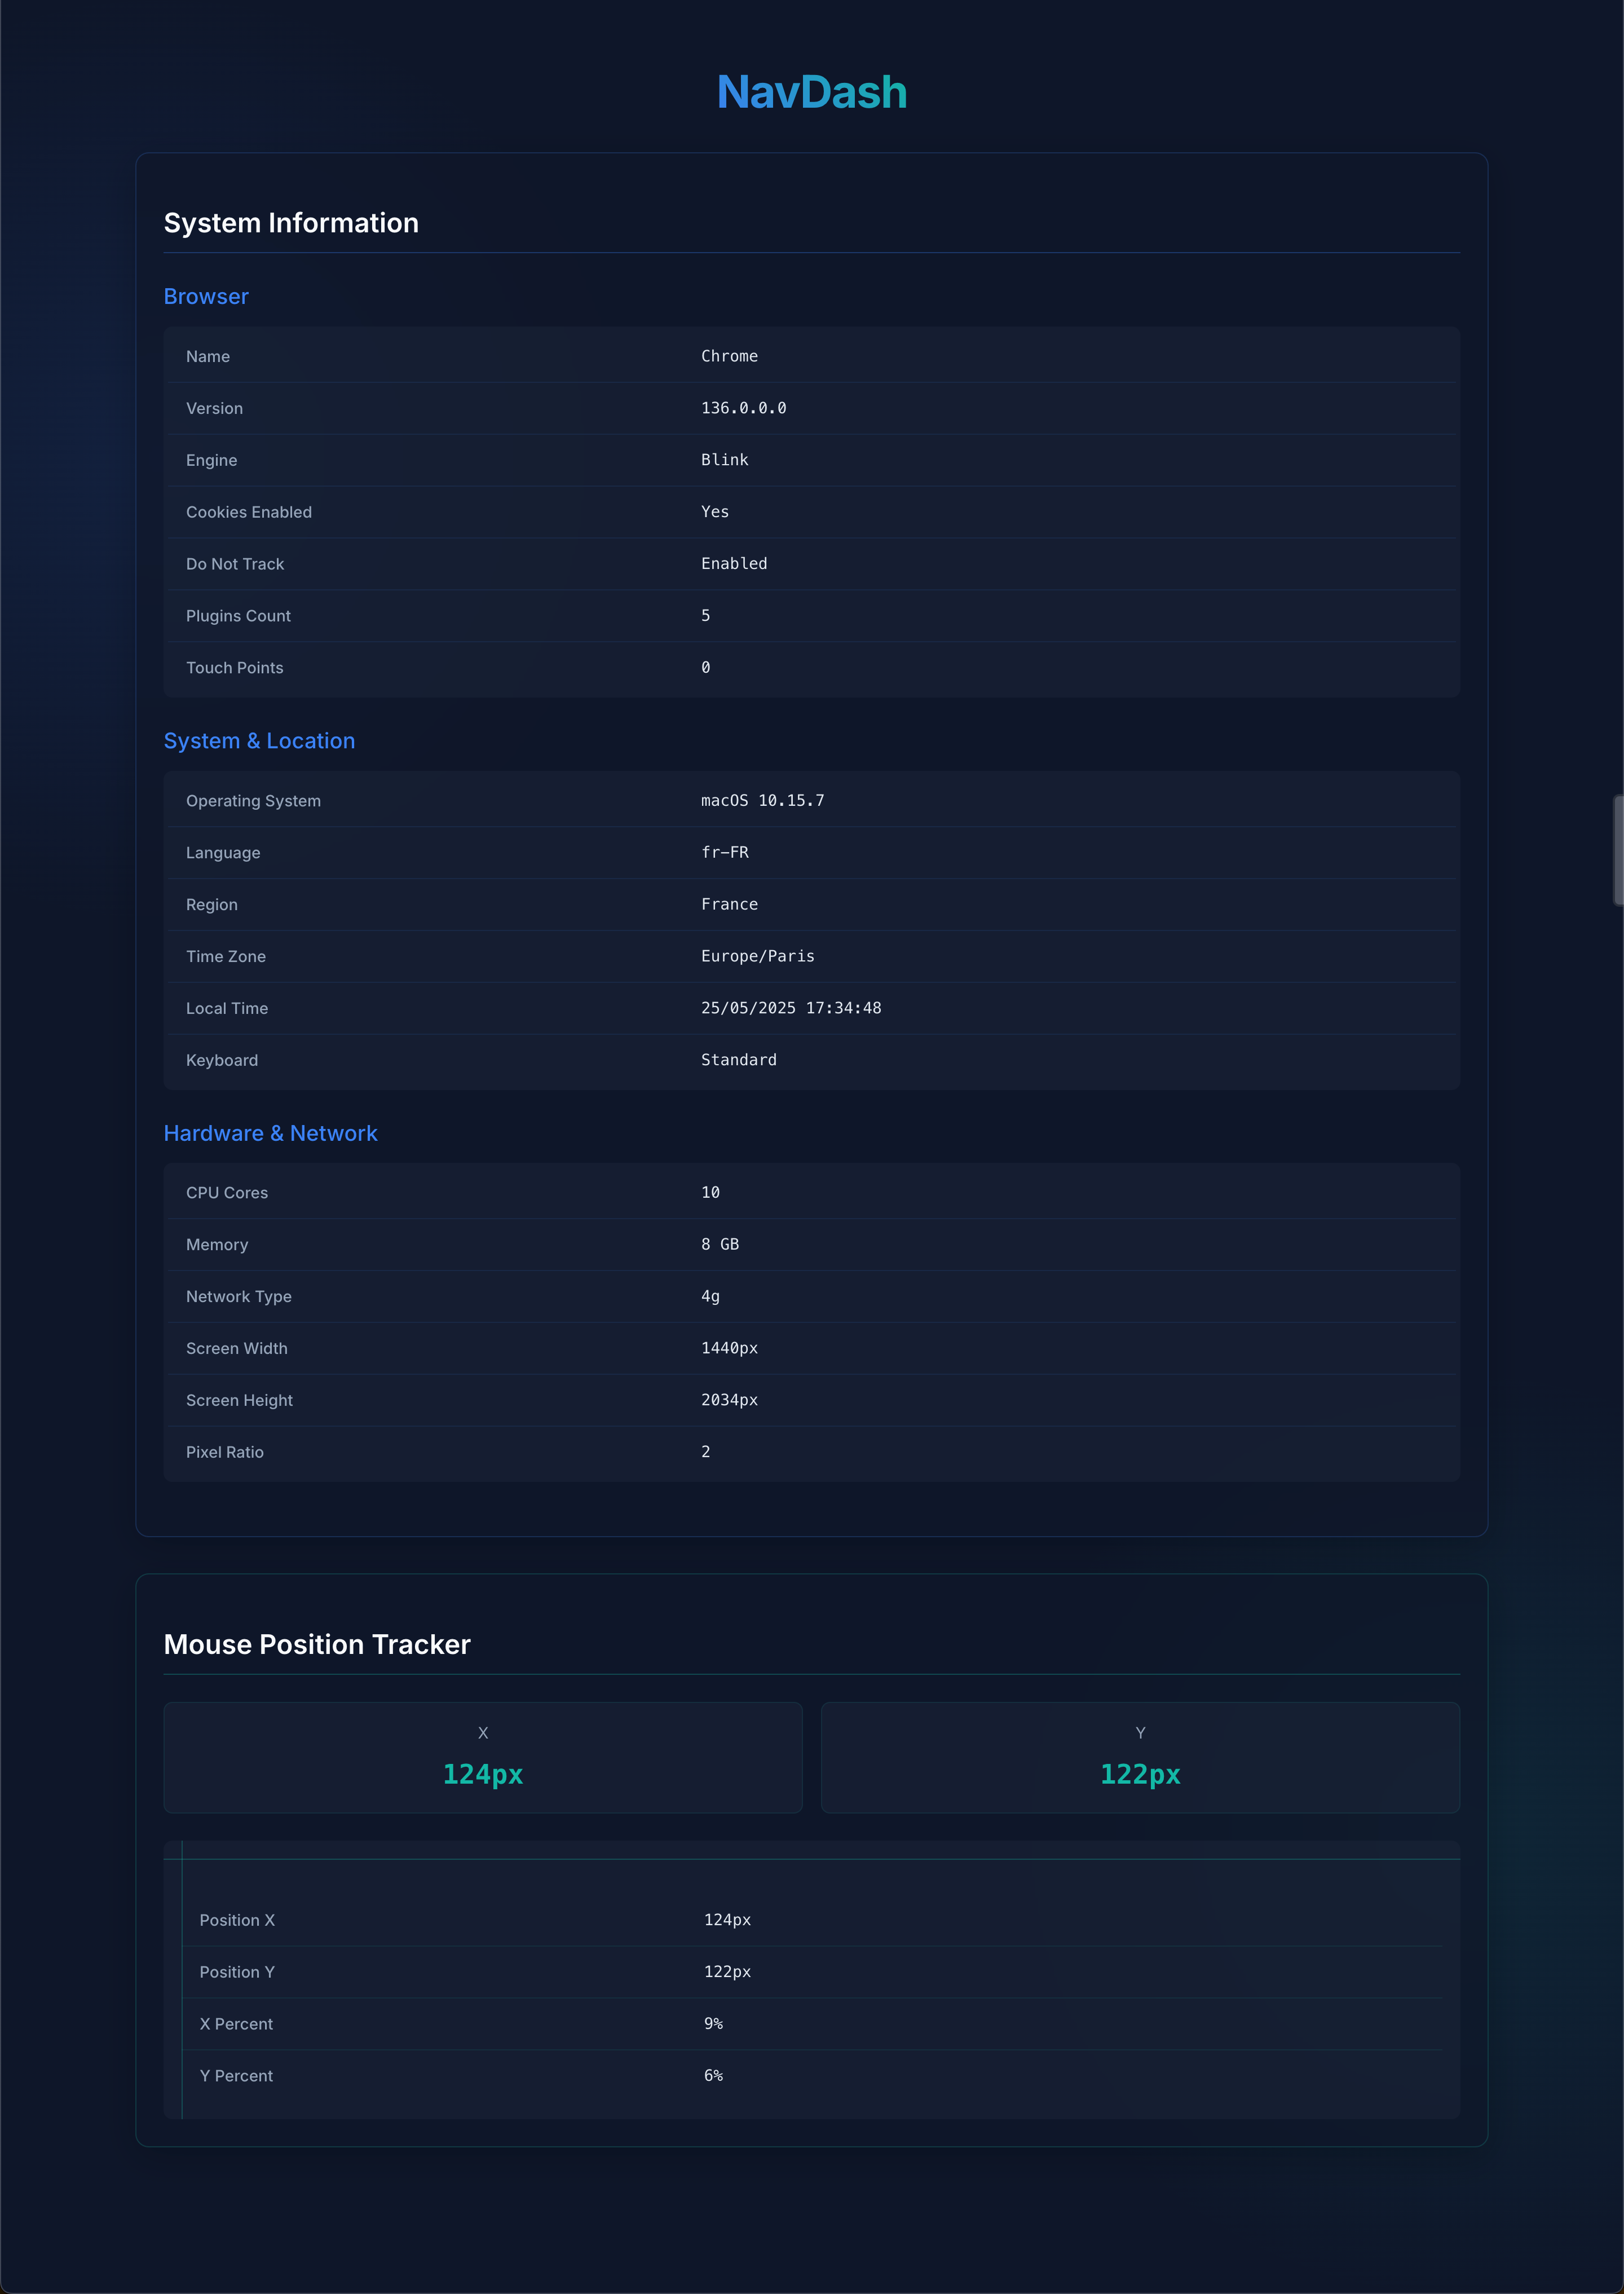 NavDash
System Information
Browser
Name Chrome
Version 136.0.0.0
Engine Blink
Cookies Enabled Yes
Do Not Track Enabled
Plugins Count 5
Touch Points 0
System & Location
Operating System macOS 10.15.7
Language fr-FR
Region France
Time Zone Europe/Paris
Local Time 25/05/2025 17:34:48
Keyboard Standard
Hardware & Network
CPU Cores 10
Memory 8 GB
Network Type 4g
Screen Width 1440px
Screen Height 2034px
Pixel Ratio 2
Mouse Position Tracker
X Y
124px 122px
Position X 124px
Position Y 122px
X Percent 9%
Y Percent 6%